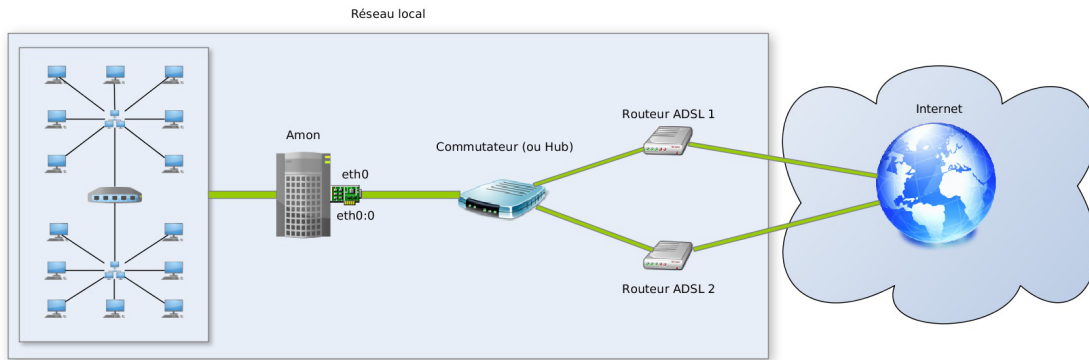 Réseau local
Internet
Routeur ADSL 1
Amon
Commutateur (ou Hub)
eth0
eth0:0
Routeur ADSL 2